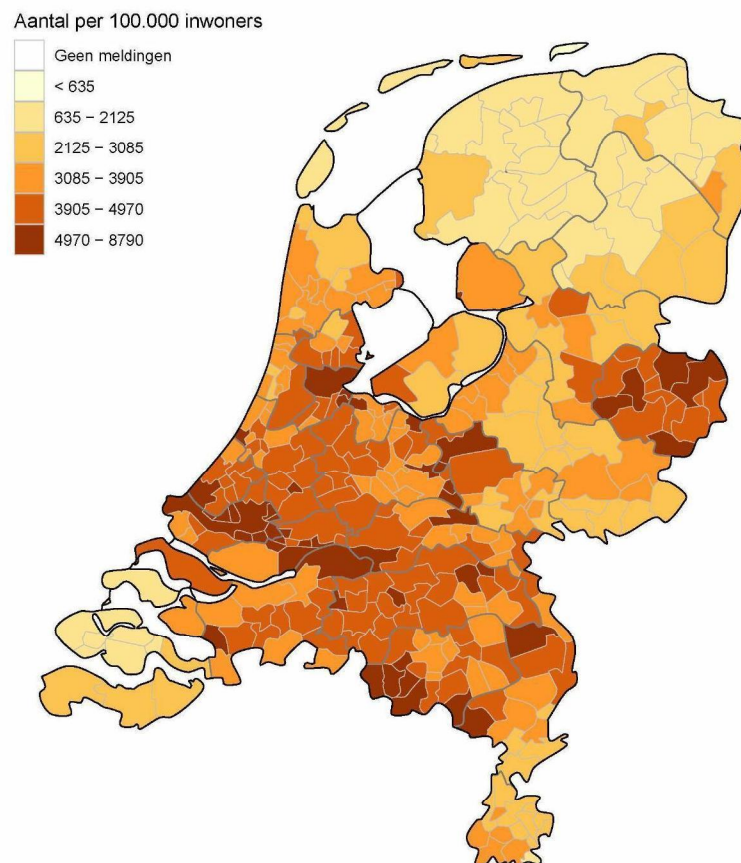 Aantal per 100.000 inwoners
Geen meldingen
< 635
635 – 2125
2125 – 3085
3085 – 3905
3905 – 4970
4970 – 8790